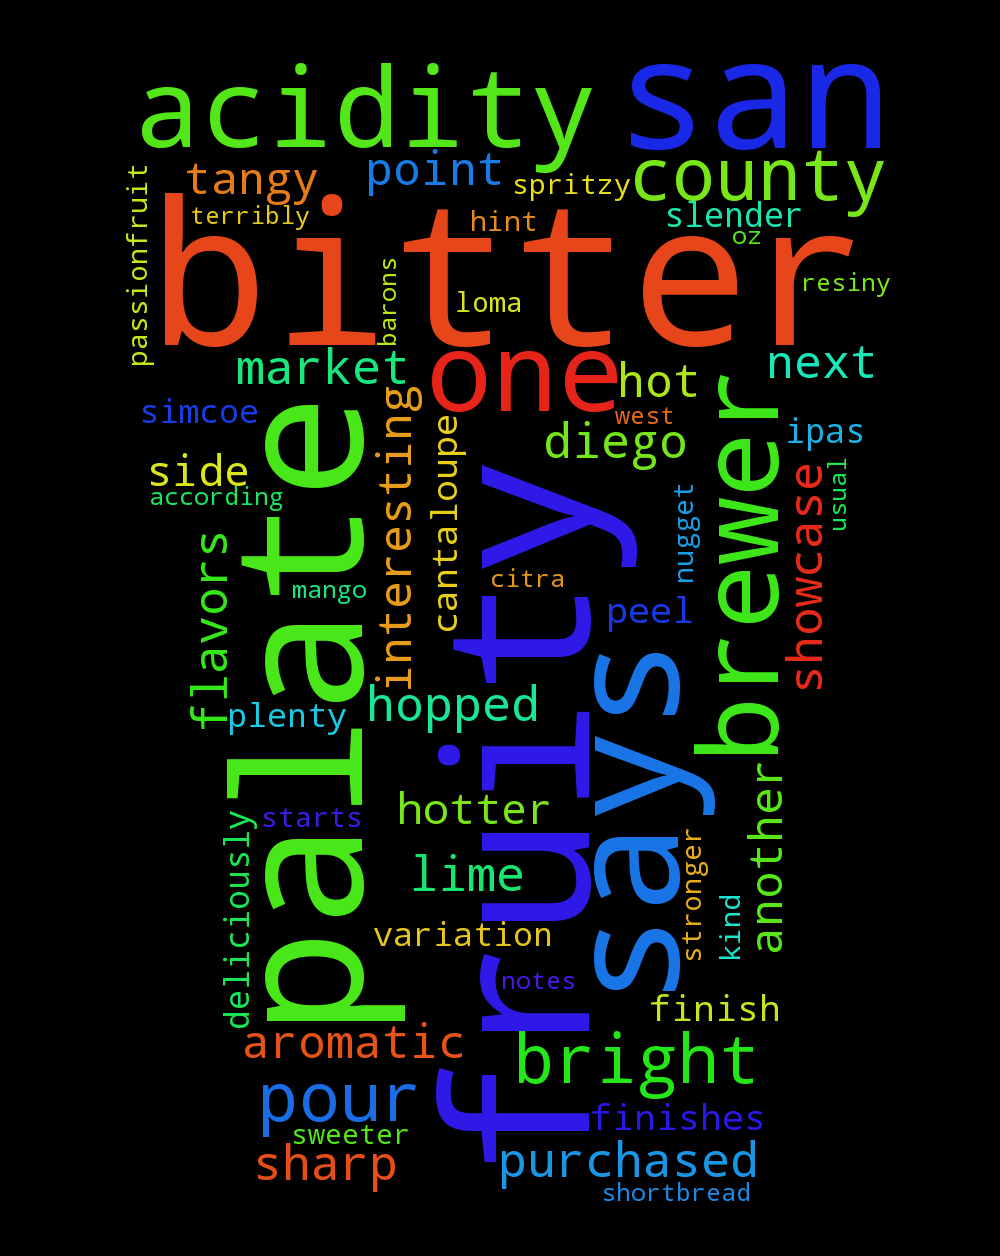 acidity
san
tangy
point
spritzy
county
passionfruit
terribly
hint
slender
oz
bitter
barons
loma
resiny
market
one
hot
next
simcoe
west
ipas
side
diego
according
palate
interesting
cantaloupe
fruity
nugget
brewer
showcase
usual
flavors
mango
citra
peel
says
plenty
hopped
starts
hotter
deliciously
lime
stronger
another
kind
variation
notes
finish
aromatic
bright
pour
finishes
sweeter
sharp
purchased
shortbread